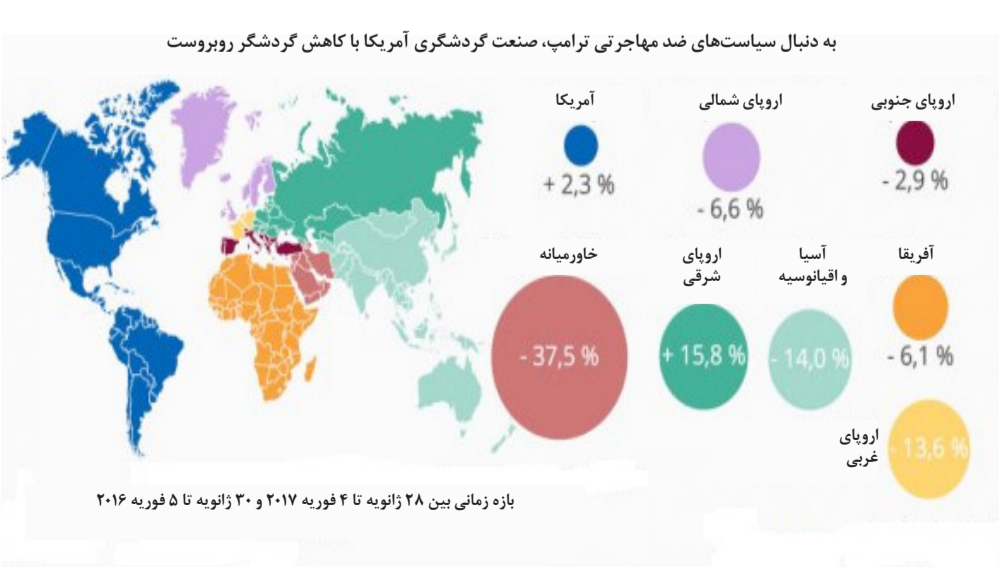 به دنبال سیاست‌های ضد مهاجرتی ترامپ، صنعت گردشگری آمریکا با کاهش گردشگر روبروست
اروپای جنوبی
- 2,9 %
اروپای شمالی
- 6,6 %
آمریکا
+ 2,3 %
آفریقا
- 6,1 %
آسیا
و اقیانوسیه
- 14,0 %
اروپای
شرقی
+ 15,8 %
خاورمیانه
- 37,5 %
اروپای
غربی
- 13,6 %
بازه زمانی بین ۲۸ ژانویه تا ۴ فوریه ۲۰۱۷ و ۳۰ ژانویه تا ۵ فوریه ۲۰۱۶